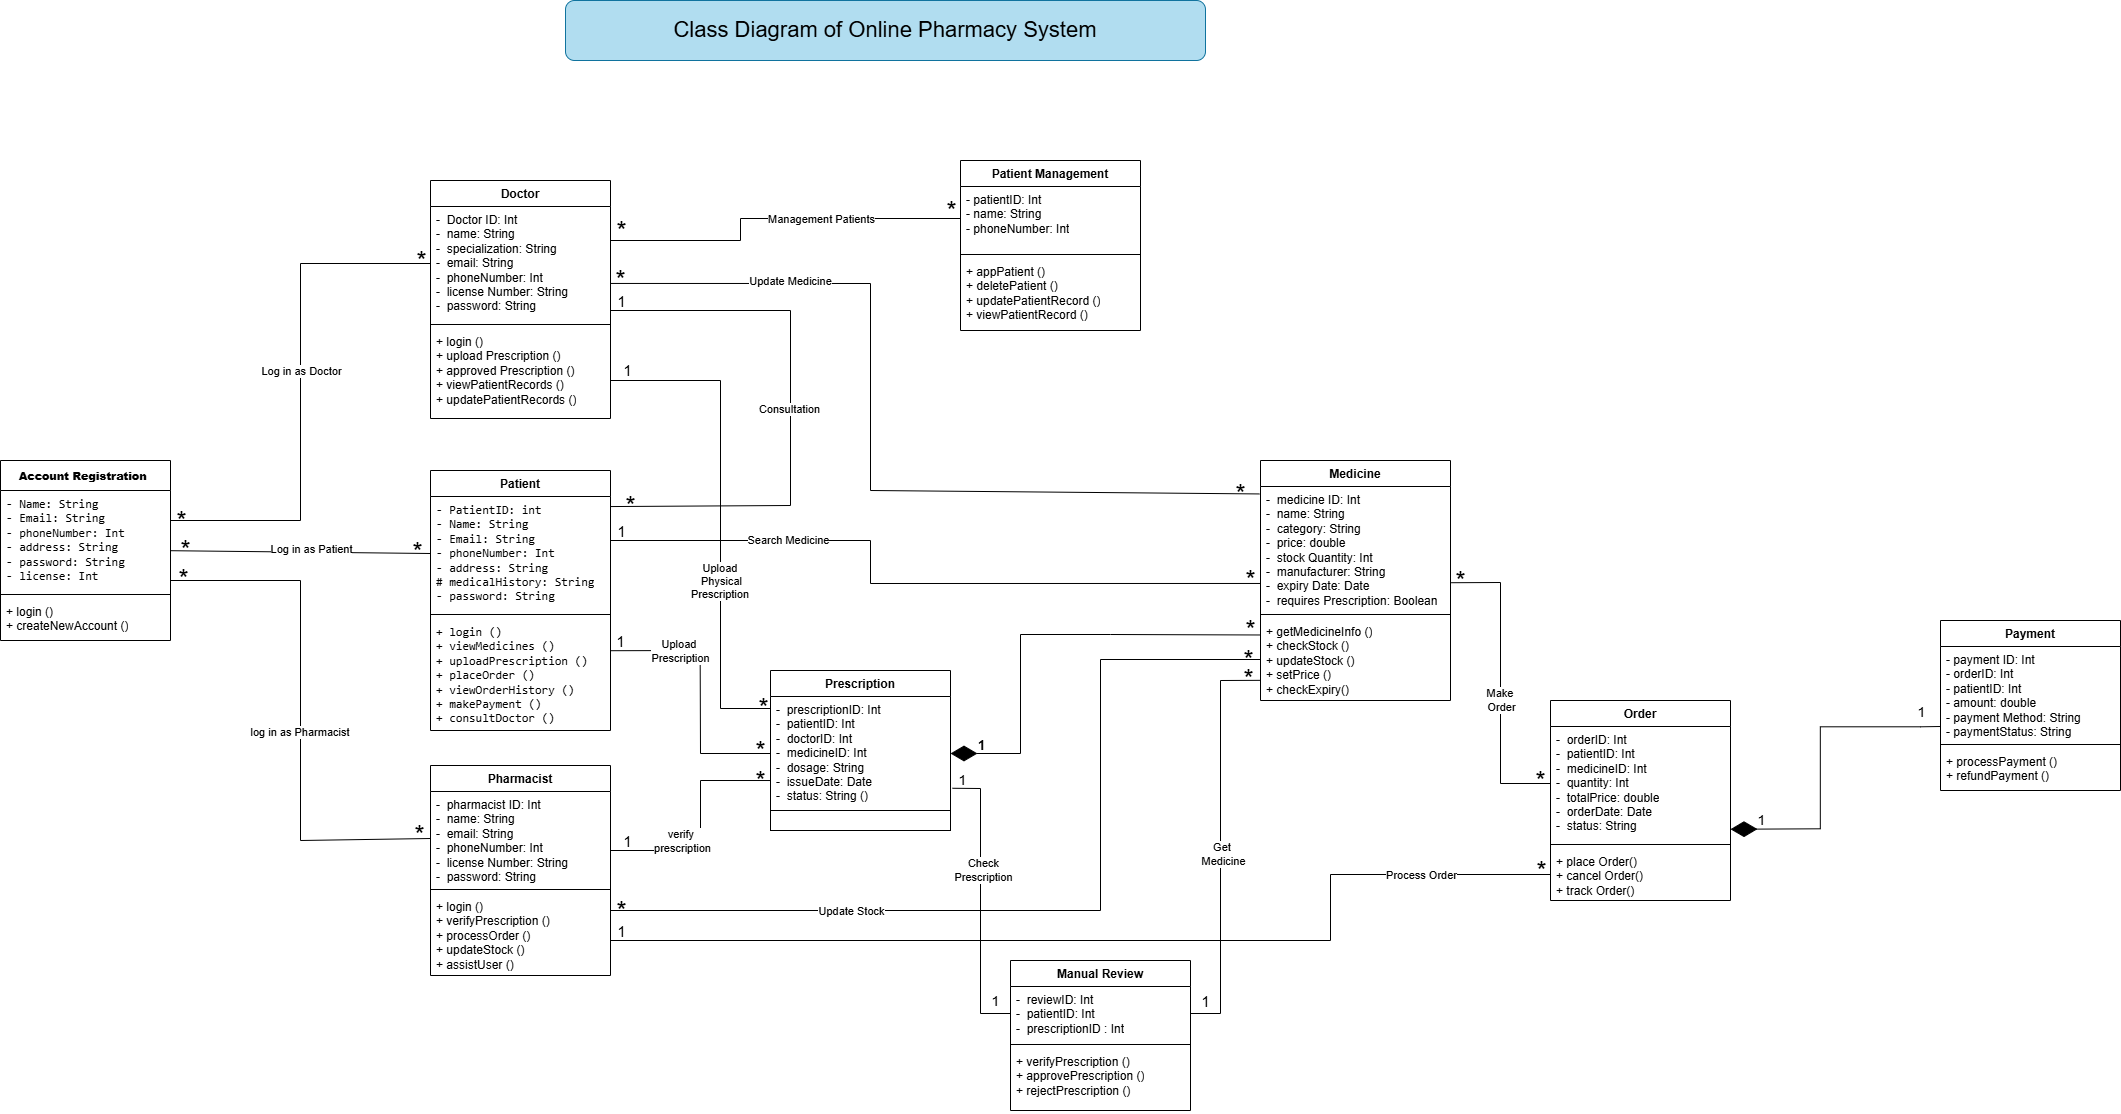 Class Diagram of Online Pharmacy System
Patient Management
- patientID: Int
- name: String
- phoneNumber: Int
+ appPatient ()
+ deletePatient ()
+ updatePatientRecord ()
+ viewPatientRecord ()
Doctor
- Doctor ID: Int
- name: String
- specialization: String
- email: String
- phoneNumber: Int
- license Number: String
- password: String
+ login ()
+ upload Prescription ()
+ approved Prescription ()
+ viewPatientRecords ()
+ updatePatientRecords ()
*
*
Management Patients
*
*
Update Medicine
*
1
Consultation
*
1
Upload
Physical
Prescription
*
Log in as Doctor
*
Account Registration
- Name: String
- Email: String
- phoneNumber: Int
- address: String
- password: String
- license: Int
+ login ()
+ createNewAccount ()
*
Log in as Patient
*
*
log in as Pharmacist
*
Patient
- PatientID: int
- Name: String
- Email: String
- phoneNumber: Int
- address: String
# medicalHistory: String
- password: String
+ login ()
+ viewMedicines ()
+ uploadPrescription ()
+ placeOrder ()
+ viewOrderHistory ()
+ makePayment ()
+ consultDoctor ()
1
Search Medicine
*
1
Upload
Prescription
*
Medicine
- medicine ID: Int
- name: String
- category: String
- price: double
- stock Quantity: Int
- manufacturer: String
- expiry Date: Date
- requires Prescription: Boolean
+ getMedicineInfo ()
+ checkStock ()
+ updateStock ()
+ setPrice ()
+ checkExpiry()
*
*
*
*
Make
Order
*
Prescription
- prescriptionID: Int
- patientID: Int
- doctorID: Int
- medicineID: Int
- dosage: String
- issueDate: Date
- status: String ()
1
1
Check
Prescription
1
Pharmacist
- pharmacist ID: Int
- name: String
- email: String
- phoneNumber: Int
- license Number: String
- password: String
+ login ()
+ verifyPrescription ()
+ processOrder ()
+ updateStock ()
+ assistUser ()
1
verify
prescription
*
*
Update Stock
1
Process Order
*
Get
Medicine
1
Order
- orderID: Int
- patientID: Int
- medicineID: Int
- quantity: Int
- totalPrice: double
- orderDate: Date
- status: String
+ place Order()
+ cancel Order()
+ track Order()
1
1
Payment
- payment ID: Int
- orderID: Int
- patientID: Int
- amount: double
- payment Method: String
- paymentStatus: String
+ processPayment ()
+ refundPayment ()
Manual Review
- reviewID: Int
- patientID: Int
- prescriptionID : Int
+ verifyPrescription ()
+ approvePrescription ()
+ rejectPrescription ()